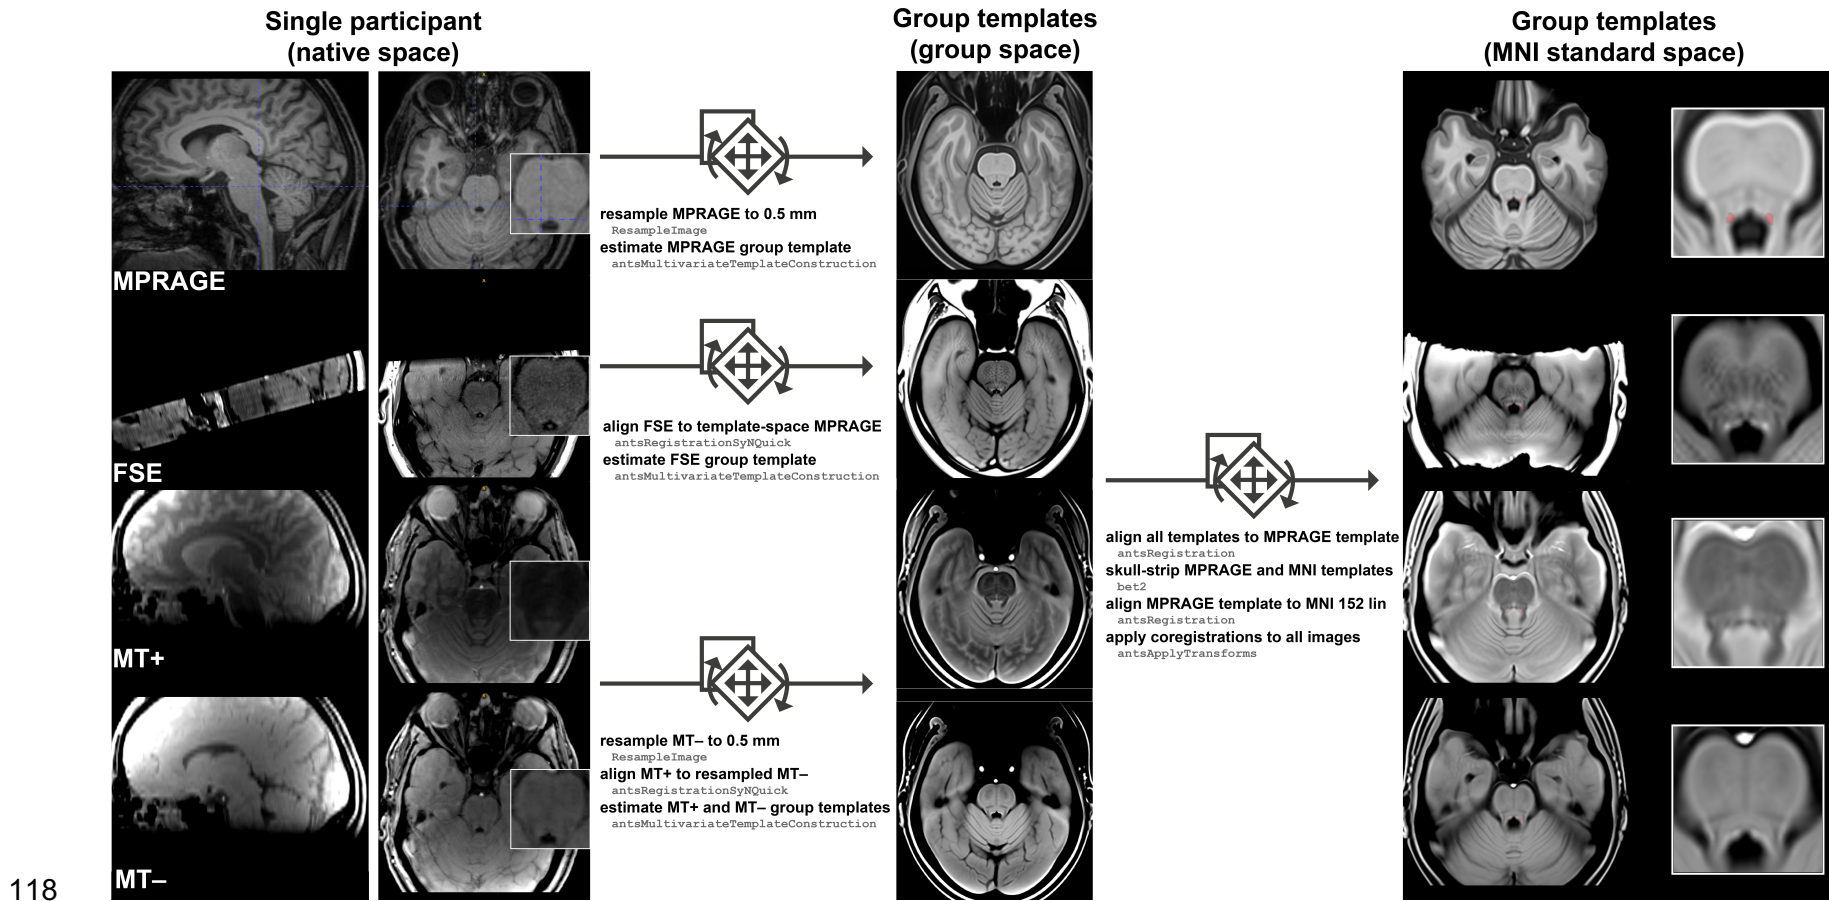 Single participant
(native space)
Group templates
(group space)
Group templates
(MNI standard space)
MPRAGE
resample MPRAGE to 0.5 mm
ResampleImage
estimate MPRAGE group template
antsMultivariateTemplateConstruction
FSE
align FSE to template-space MPRAGE
antsRegistrationSyNQuick
estimate FSE group template
antsMultivariateTemplateConstruction
MT+
MT–
resample MT– to 0.5 mm
ResampleImage
align MT+ to resampled MT–
antsRegistrationSyNQuick
estimate MT+ and MT– group templates
antsMultivariateTemplateConstruction
align all templates to MPRAGE template
antsRegistration
skull-strip MPRAGE and MNI templates
bet2
align MPRAGE template to MNI 152 lin
antsRegistration
apply coregistrations to all images
antsApplyTransforms
118